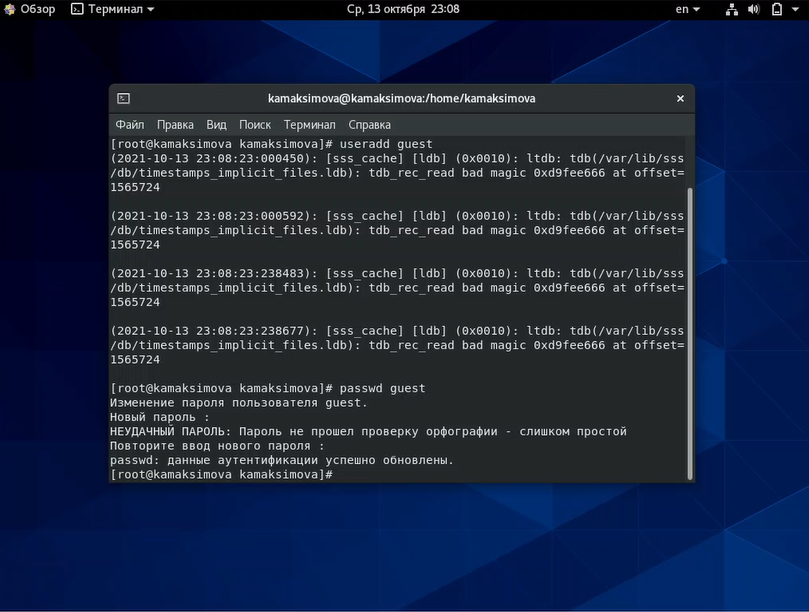 Обзор Терминал Ср, 13 октября 23:08 en
kamaksimova@kamaksimova:/home/kamaksimova
Файл Правка Вид Поиск Терминал Справка
[root@kamaksimova kamaksimova]# useradd guest
(2021-10-13 23:08:23:000450): [sss_cache] [ldb] (0x0010): ltdb: tdb(/var/lib/sss
/db/timestamps_implicit_files.ldb): tdb_rec_read bad magic 0xd9fee666 at offset=
1565724
(2021-10-13 23:08:23:000592): [sss_cache] [ldb] (0x0010): ltdb: tdb(/var/lib/sss
/db/timestamps_implicit_files.ldb): tdb_rec_read bad magic 0xd9fee666 at offset=
1565724
(2021-10-13 23:08:23:238483): [sss_cache] [ldb] (0x0010): ltdb: tdb(/var/lib/sss
/db/timestamps_implicit_files.ldb): tdb_rec_read bad magic 0xd9fee666 at offset=
1565724
(2021-10-13 23:08:23:238677): [sss_cache] [ldb] (0x0010): ltdb: tdb(/var/lib/sss
/db/timestamps_implicit_files.ldb): tdb_rec_read bad magic 0xd9fee666 at offset=
1565724
[root@kamaksimova kamaksimova]# passwd guest
Изменение пароля пользователя guest.
Новый пароль :
НЕУДАЧНЫЙ ПАРОЛЬ: Пароль не прошел проверку орфографии - слишком простой
Повторите ввод нового пароля :
passwd: данные аутентификации успешно обновлены.
[root@kamaksimova kamaksimova]#